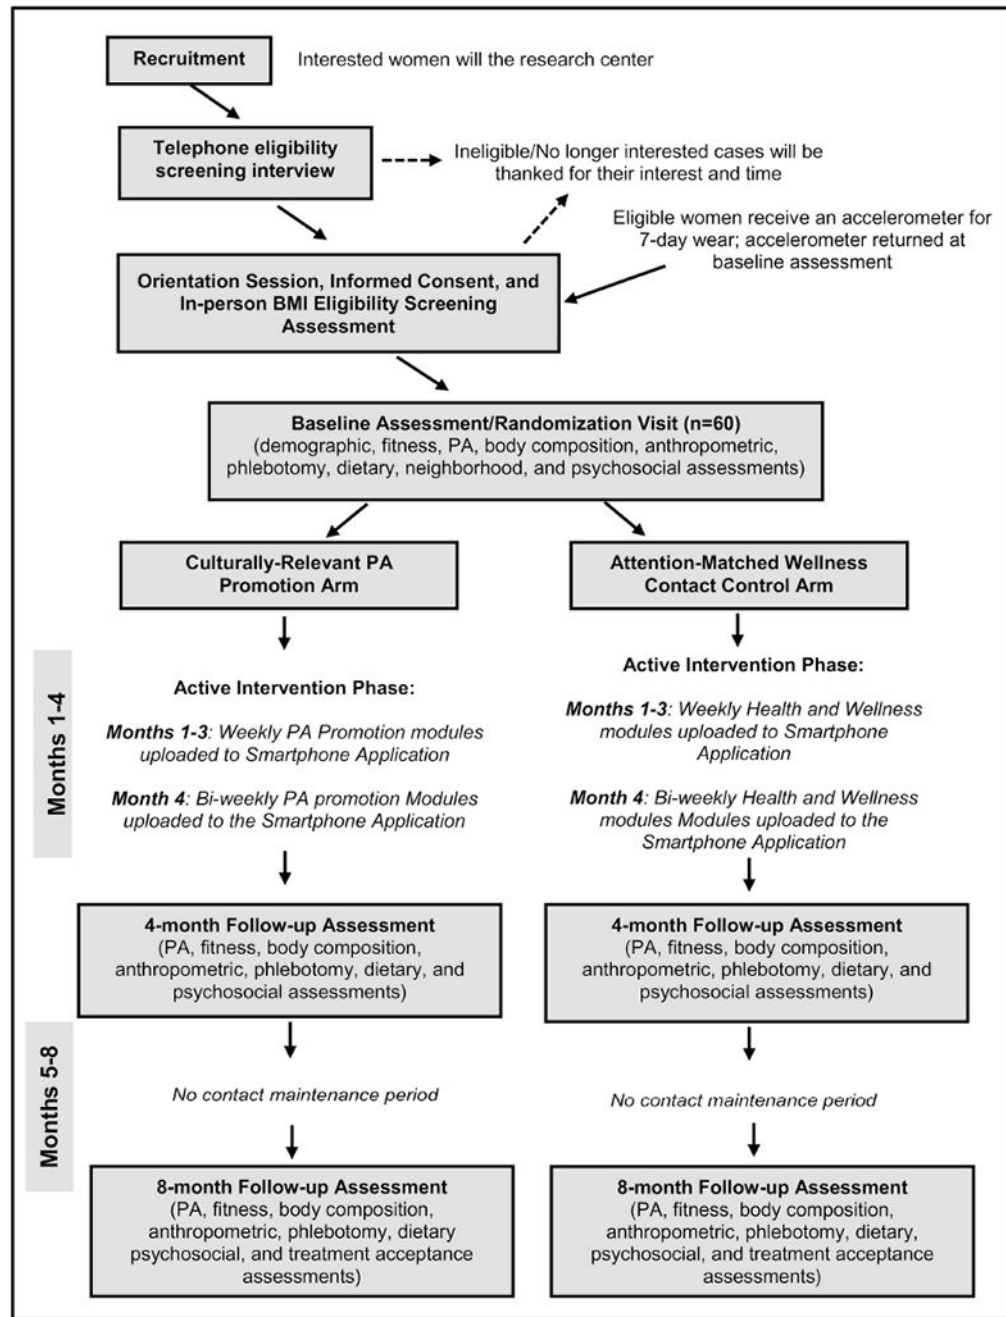 Recruitment
Interested women will the research center
Telephone eligibility
screening interview
Ineligible/No longer interested cases will be
thanked for their interest and time
Eligible women receive an accelerometer for
7-day wear; accelerometer returned at
baseline assessment
Orientation Session, Informed Consent, and
In-person BMI Eligibility Screening
Assessment
Baseline Assessment/Randomization Visit (n=60)
(demographic, fitness, PA, body composition, anthropometric,
phlebotomy, dietary, neighborhood, and psychosocial assessments)
Culturally-Relevant PA
Promotion Arm
Attention-Matched Wellness
Contact Control Arm
Months 1-4
Active Intervention Phase:
Months 1-3: Weekly PA Promotion modules
uploaded to Smartphone Application
Month 4: Bi-weekly PA promotion Modules
uploaded to the Smartphone Application
Active Intervention Phase:
Months 1-3: Weekly Health and Wellness
modules uploaded to Smartphone
Application
Month 4: Bi-weekly Health and Wellness
modules Modules uploaded to the
Smartphone Application
4-month Follow-up Assessment
(PA, fitness, body composition,
anthropometric, phlebotomy, dietary, and
psychosocial assessments)
4-month Follow-up Assessment
(PA, fitness, body composition,
anthropometric, phlebotomy, dietary, and
psychosocial assessments)
Months 5-8
No contact maintenance period
No contact maintenance period
8-month Follow-up Assessment
(PA, fitness, body composition,
anthropometric, phlebotomy, dietary
psychosocial, and treatment acceptance
assessments)
8-month Follow-up Assessment
(PA, fitness, body composition,
anthropometric, phlebotomy, dietary,
psychosocial, and treatment acceptance
assessments)